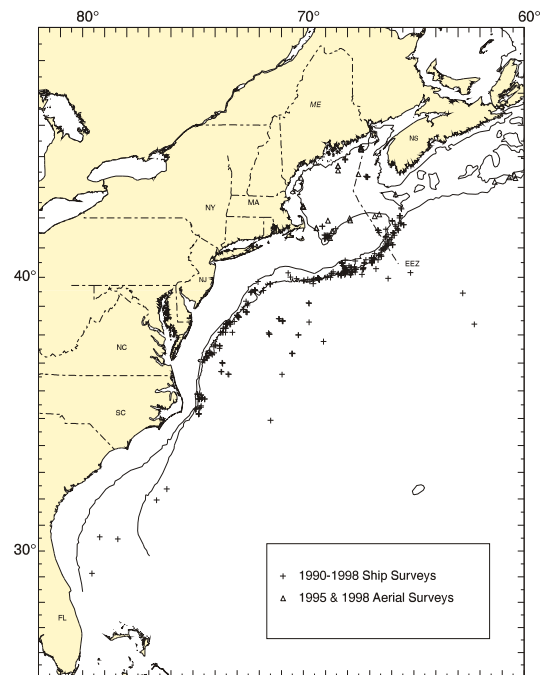 80° 70° 60°
ME
NS
NY MA
40° NJ EEZ
NC
SC
30°
+ 1990-1998 Ship Surveys
△ 1995 & 1998 Aerial Surveys
FL